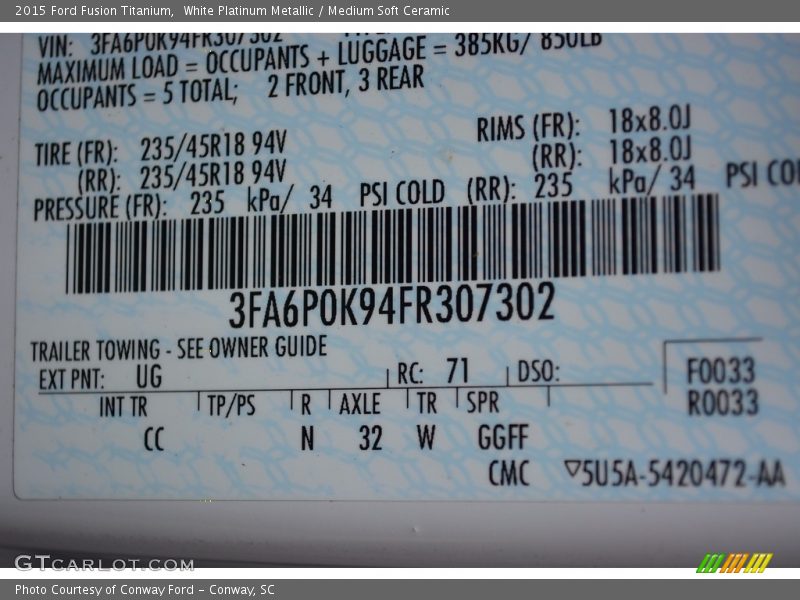 2015 Ford Fusion Titanium, White Platinum Metallic / Medium Soft Ceramic
VIN: 3FA6P0K94FR307302
MAXIMUM LOAD = OCCUPANTS + LUGGAGE = 385KG/ 850LB
OCCUPANTS = 5 TOTAL; 2 FRONT, 3 REAR
TIRE (FR): 235/45R18 94V RIMS (FR): 18x8.0J
(RR): 235/45R18 94V (RR): 18x8.0J
PRESSURE (FR): 235 kPa/ 34 PSI COLD (RR): 235 kPa/ 34 PSI COL
3FA6P0K94FR307302
TRAILER TOWING - SEE OWNER GUIDE
EXT PNT: UG RC: 71 DSO: F0033
INT TR TP/PS R AXLE TR SPR R0033
CC N 32 W GGFF
CMC ▽5U5A-5420472-AA
GTCARLOT.COM
Photo Courtesy of Conway Ford - Conway, SC